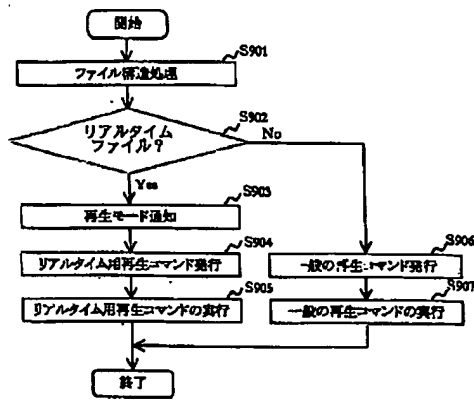 開始
S901
ファイル構造処理
S902
リアルタイム
ファイル?
No
Yes
S903
再生モード通知
S904
リアルタイム用再生コマンド発行
S906
一般の再生コマンド発行
S905
リアルタイム用再生コマンドの実行
S907
一般の再生コマンドの実行
終了